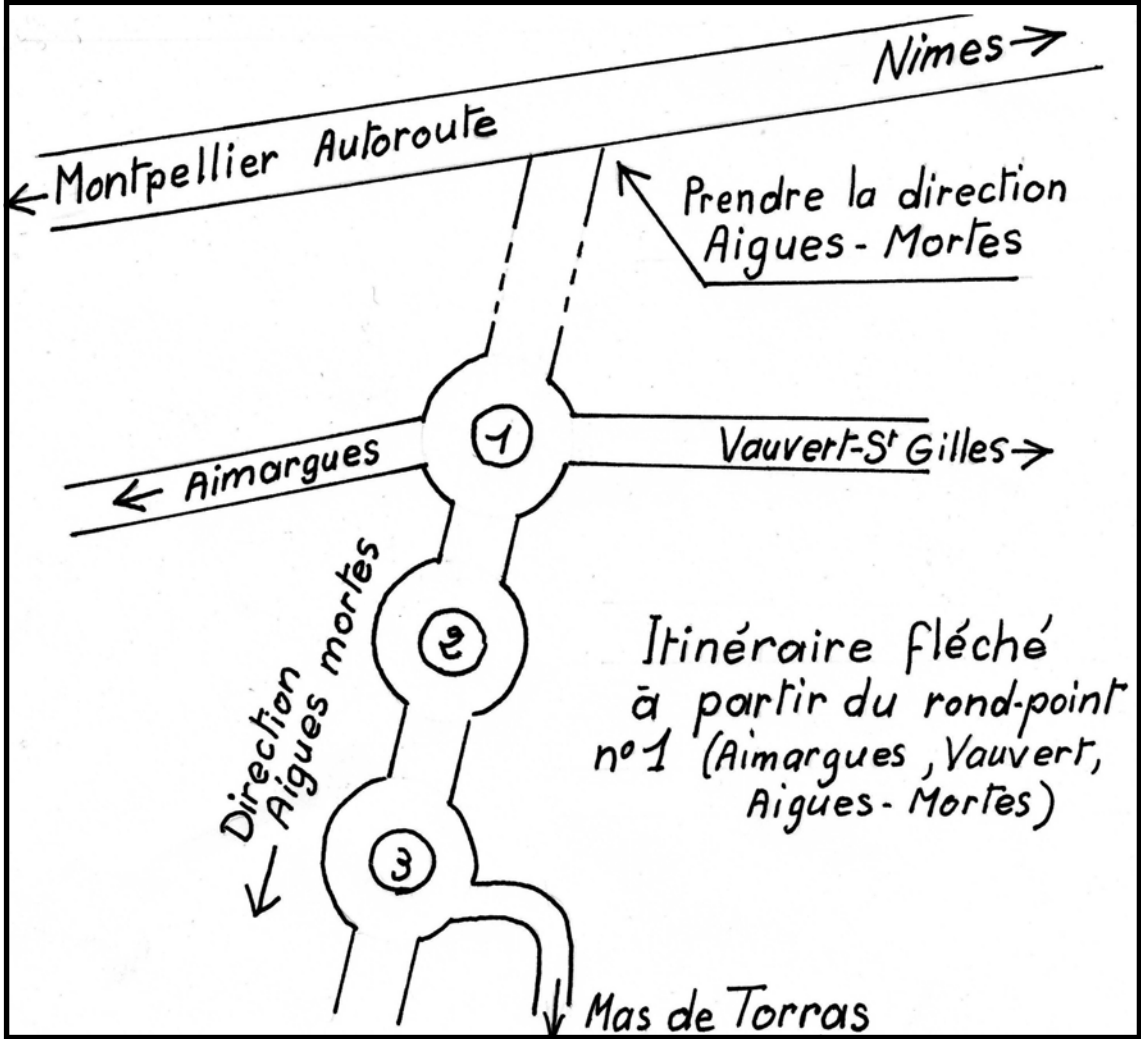 Nimes
Montpellier Autoroute
Prendre la direction
Aigues-Mortes
1
Aimargues
Vauvert-St Gilles
2
Direction
Aigues mortes
Itinéraire fléché
à partir du rond-point
n°1 (Aimargues, Vauvert,
Aigues-Mortes)
3
Mas de Torras